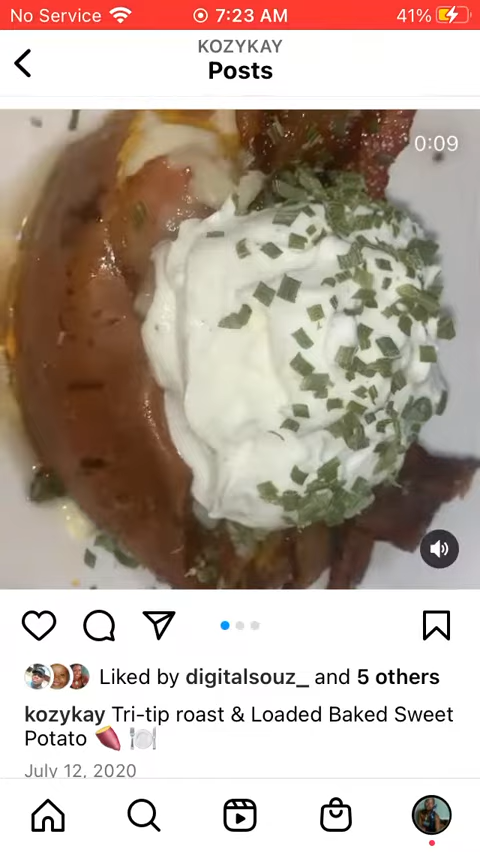 No Service 7:23 AM 41%
KOZYKAY
Posts
0:09
Liked by digitalsouz_ and 5 others
kozykay Tri-tip roast & Loaded Baked Sweet
Potato 🍠 🍽️
July 12, 2020